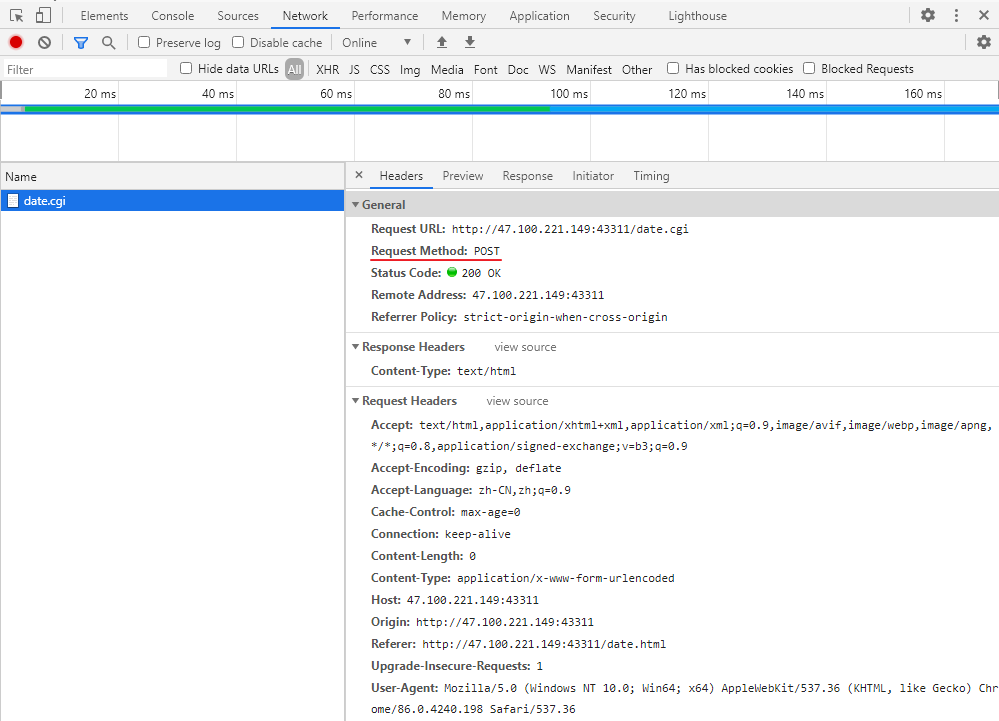 Elements Console Sources Network Performance Memory Application Security Lighthouse
Preserve log Disable cache Online
Filter Hide data URLs All XHR JS CSS Img Media Font Doc WS Manifest Other Has blocked cookies Blocked Requests
20 ms 40 ms 60 ms 80 ms 100 ms 120 ms 140 ms 160 ms
Name
date.cgi
× Headers Preview Response Initiator Timing
General
Request URL: http://47.100.221.149:43311/date.cgi
Request Method: POST
Status Code: 200 OK
Remote Address: 47.100.221.149:43311
Referrer Policy: strict-origin-when-cross-origin
Response Headers view source
Content-Type: text/html
Request Headers view source
Accept: text/html,application/xhtml+xml,application/xml;q=0.9,image/avif,image/webp,image/apng,
*/*;q=0.8,application/signed-exchange;v=b3;q=0.9
Accept-Encoding: gzip, deflate
Accept-Language: zh-CN,zh;q=0.9
Cache-Control: max-age=0
Connection: keep-alive
Content-Length: 0
Content-Type: application/x-www-form-urlencoded
Host: 47.100.221.149:43311
Origin: http://47.100.221.149:43311
Referer: http://47.100.221.149:43311/date.html
Upgrade-Insecure-Requests: 1
User-Agent: Mozilla/5.0 (Windows NT 10.0; Win64; x64) AppleWebKit/537.36 (KHTML, like Gecko) Chr
ome/86.0.4240.198 Safari/537.36